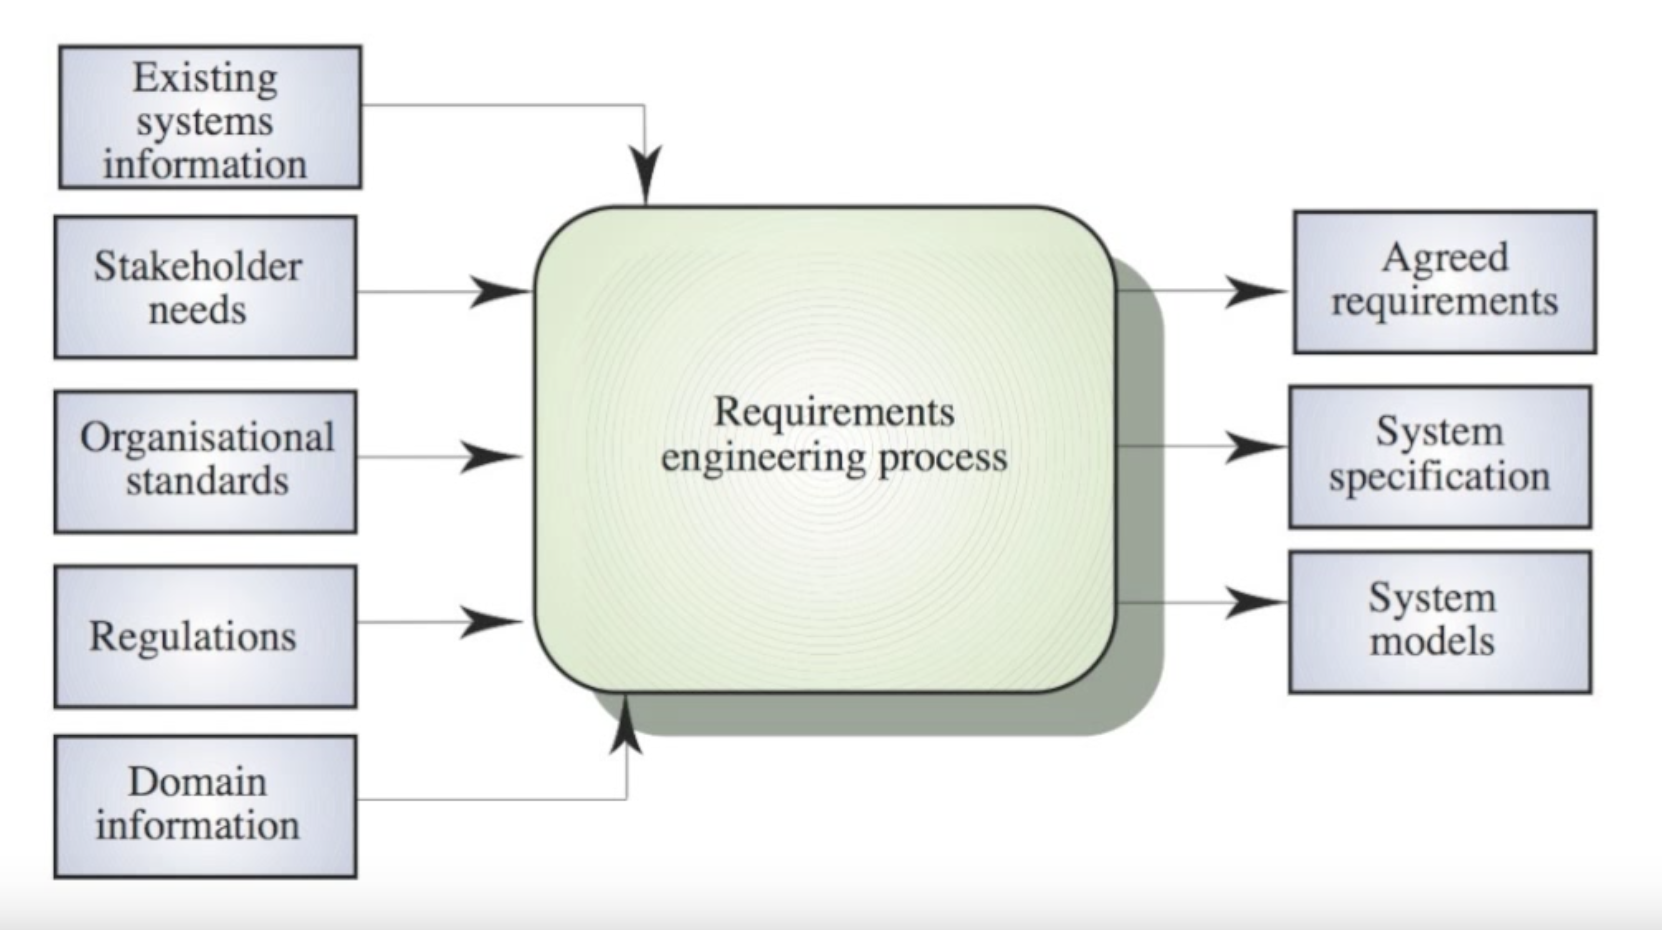 Existing
systems
information
Stakeholder
needs
Organisational
standards
Regulations
Domain
information
Requirements
engineering process
Agreed
requirements
System
specification
System
models